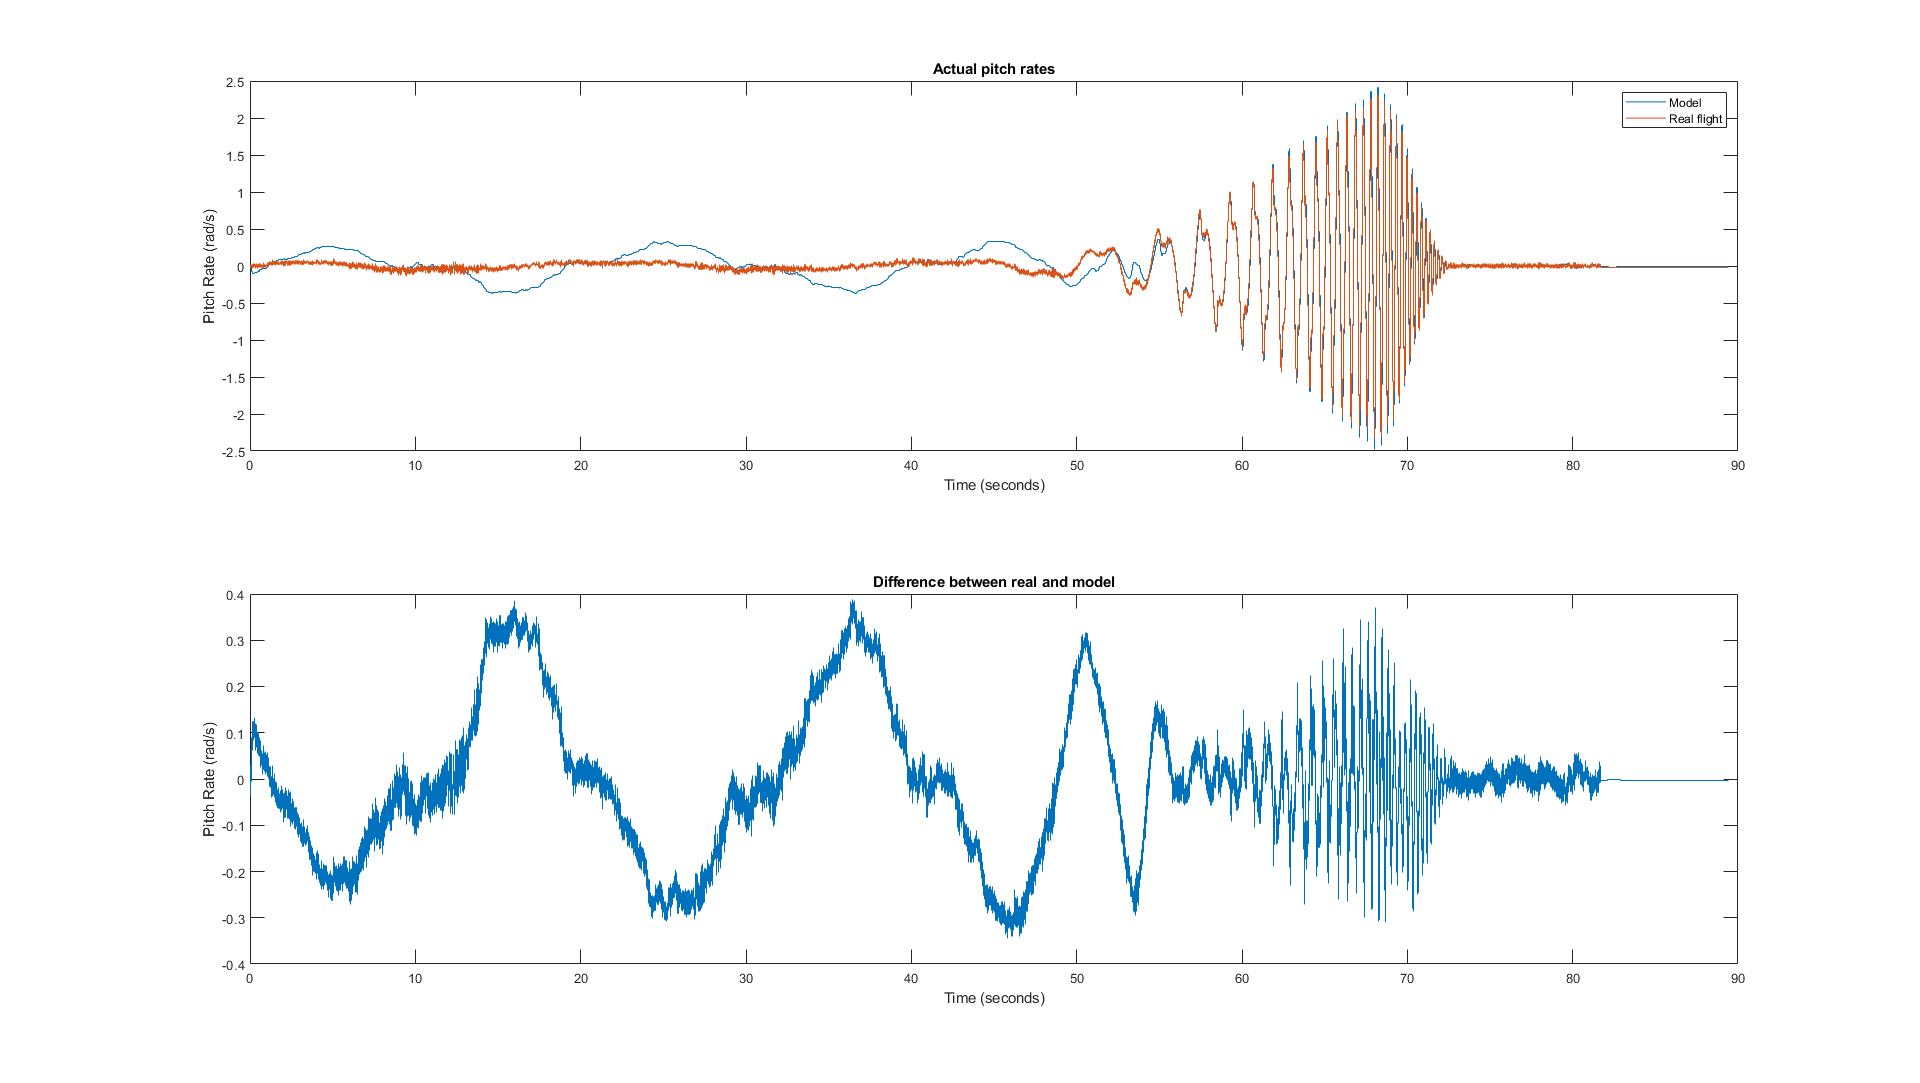 Actual pitch rates
2.5
2
1.5
1
0.5
0
-0.5
-1
-1.5
-2
-2.5
Pitch Rate (rad/s)
Model
Real flight
0 10 20 30 40 50 60 70 80 90
Time (seconds)
Difference between real and model
0.4
0.3
0.2
0.1
0
-0.1
-0.2
-0.3
-0.4
Pitch Rate (rad/s)
0 10 20 30 40 50 60 70 80 90
Time (seconds)